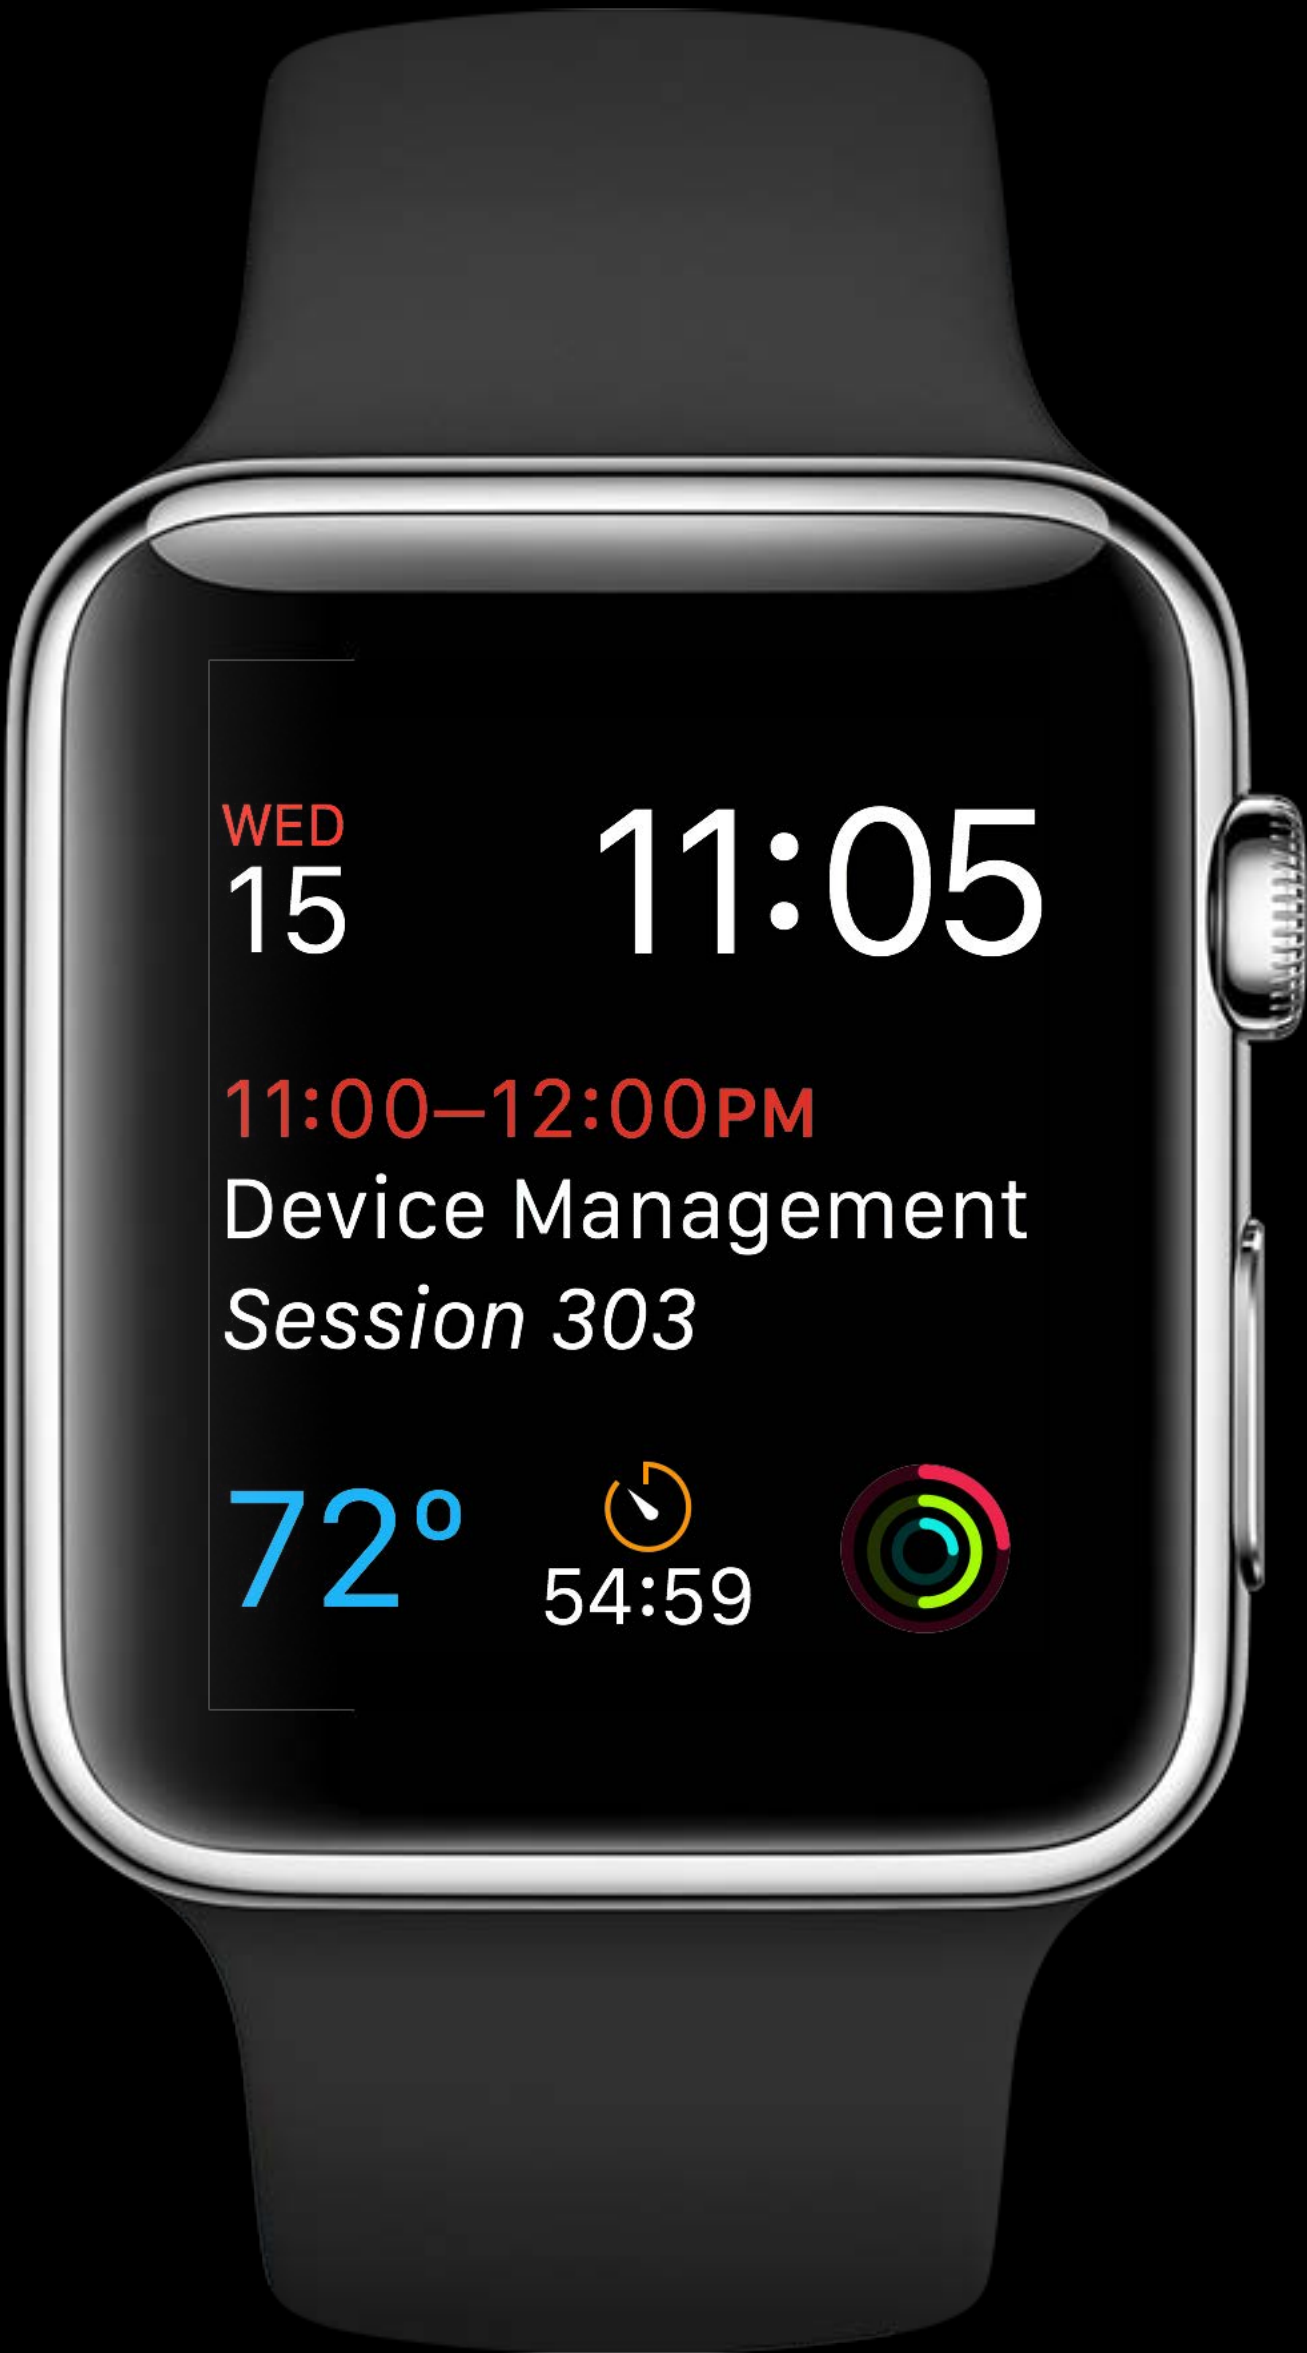 WED
15
11:05
11:00–12:00PM
Device Management
Session 303
72°
54:59